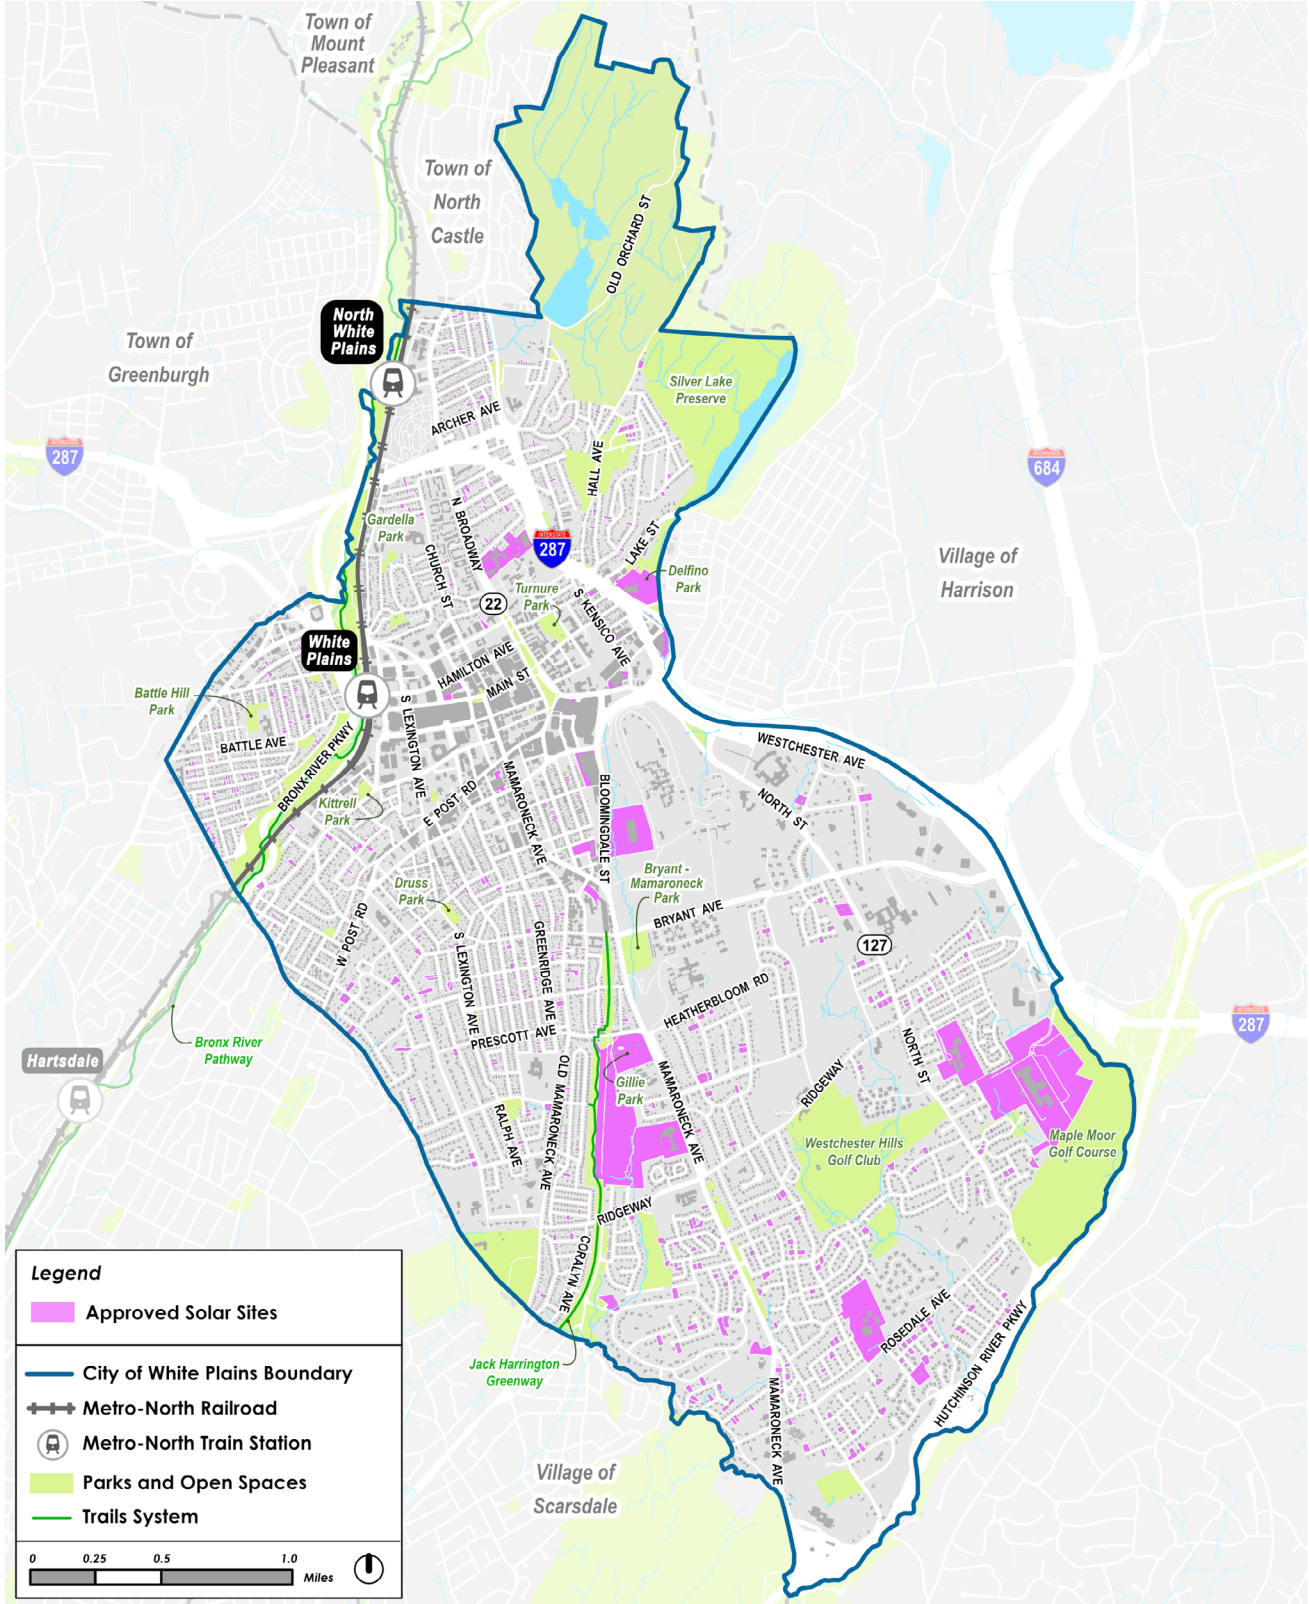 Town of
Mount
Pleasant
Town of
North
Castle
OLD ORCHARD ST
North
White
Plains
Town of
Greenburgh
Silver Lake
Preserve
ARCHER AVE
HALL AVE
INTERSTATE
287
INTERSTATE
684
N BROADWAY
Gardella
Park
CHURCH ST
INTERSTATE
287
LAKE ST
Delfino
Park
Village of
Harrison
22
Turnure
Park
S KENSICO AVE
White
Plains
HAMILTON AVE
MAIN ST
Battle Hill
Park
BATTLE AVE
S LEXINGTON AVE
BRONX RIVER PKWY
WESTCHESTER AVE
Kittrell
Park
E POST RD
MAMARONECK AVE
BLOOMINGDALE ST
NORTH ST
Bryant -
Mamaroneck
Park
Druss
Park
BRYANT AVE
W POST RD
S LEXINGTON AVE
GREENRIDGE AVE
127
HEATHERBLOOM RD
Bronx River
Pathway
Hartsdale
PRESCOTT AVE
NORTH ST
INTERSTATE
287
OLD MAMARONECK AVE
Gillie
Park
MAMARONECK AVE
RIDGEWAY
RALPH AVE
Westchester Hills
Golf Club
Maple Moor
Golf Course
RIDGEWAY
CORALYN AVE
ROSEDALE AVE
HUTCHINSON RIVER PKWY
Jack Harrington
Greenway
MAMARONECK AVE
Village of
Scarsdale
Legend
Approved Solar Sites
City of White Plains Boundary
Metro-North Railroad
Metro-North Train Station
Parks and Open Spaces
Trails System
0 0.25 0.5 1.0
Miles